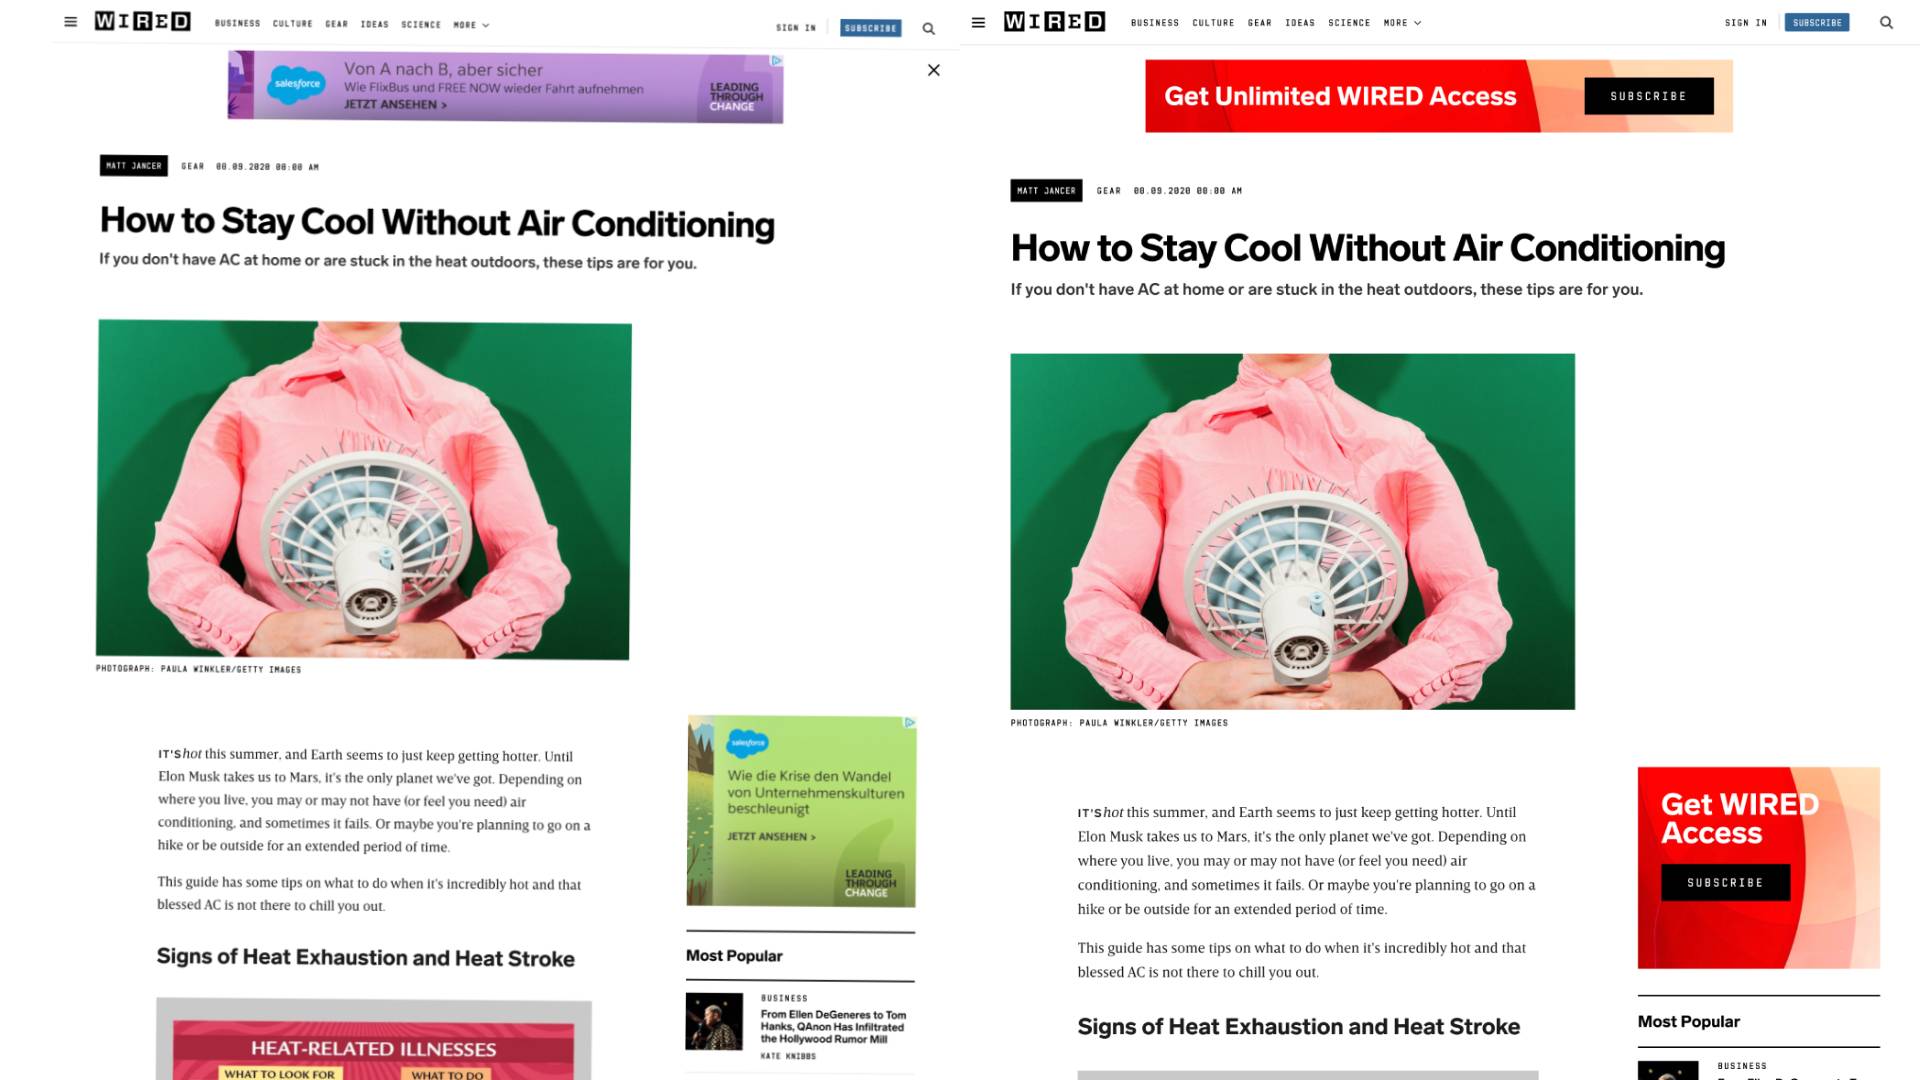 WIRED
BUSINESS CULTURE GEAR IDEAS SCIENCE MORE
SIGN IN
SUBSCRIBE
salesforce
Von A nach B, aber sicher
Wie FlixBus und FREE NOW wieder Fahrt aufnehmen
JETZT ANSEHEN >
LEADING
THROUGH
CHANGE
MATT JANCER
GEAR 08.09.2020 08:00 AM
How to Stay Cool Without Air Conditioning
If you don't have AC at home or are stuck in the heat outdoors, these tips are for you.
PHOTOGRAPH: PAULA WINKLER/GETTY IMAGES
IT'S hot this summer, and Earth seems to just keep getting hotter. Until
Elon Musk takes us to Mars, it's the only planet we've got. Depending on
where you live, you may or may not have (or feel you need) air
conditioning, and sometimes it fails. Or maybe you're planning to go on a
hike or be outside for an extended period of time.
This guide has some tips on what to do when it's incredibly hot and that
blessed AC is not there to chill you out.
Signs of Heat Exhaustion and Heat Stroke
HEAT-RELATED ILLNESSES
WHAT TO LOOK FOR
WHAT TO DO
salesforce
Wie die Krise den Wandel
von Unternehmenskulturen
beschleunigt
JETZT ANSEHEN >
LEADING
THROUGH
CHANGE
Most Popular
BUSINESS
From Ellen DeGeneres to Tom
Hanks, QAnon Has Infiltrated
the Hollywood Rumor Mill
KATE KNIBBS
WIRED
BUSINESS CULTURE GEAR IDEAS SCIENCE MORE
SIGN IN
SUBSCRIBE
Get Unlimited WIRED Access
SUBSCRIBE
MATT JANCER
GEAR 08.09.2020 08:00 AM
How to Stay Cool Without Air Conditioning
If you don't have AC at home or are stuck in the heat outdoors, these tips are for you.
PHOTOGRAPH: PAULA WINKLER/GETTY IMAGES
IT'S hot this summer, and Earth seems to just keep getting hotter. Until
Elon Musk takes us to Mars, it's the only planet we've got. Depending on
where you live, you may or may not have (or feel you need) air
conditioning, and sometimes it fails. Or maybe you're planning to go on a
hike or be outside for an extended period of time.
This guide has some tips on what to do when it's incredibly hot and that
blessed AC is not there to chill you out.
Signs of Heat Exhaustion and Heat Stroke
Get WIRED
Access
SUBSCRIBE
Most Popular
BUSINESS